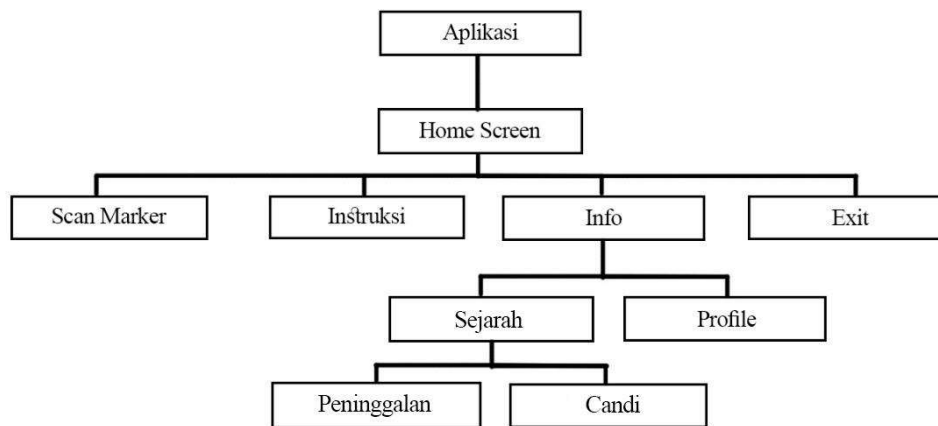 Aplikasi
Home Screen
Scan Marker
Instruksi
Info
Exit
Sejarah
Profile
Peninggalan
Candi